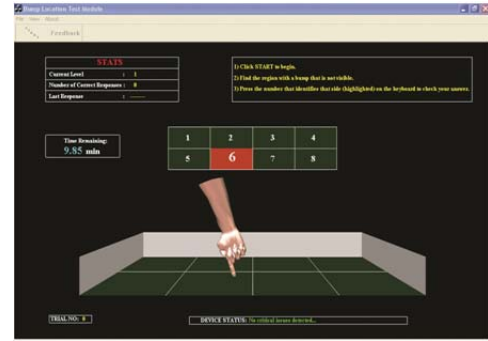 Bump Location Test Module
File View About
Feedback
STATS
Current Level : 1
Number of Correct Responses : 0
Last Response : -------
1) Click START to begin.
2) Find the region with a bump that is not visible.
3) Press the number that identifies that side (highlighted) on the keyboard to check your answer.
Time Remaining:
9.85 min
1 2 3 4
5 6 7 8
TRIAL NO: 0
DEVICE STATUS: No critical issues detected...